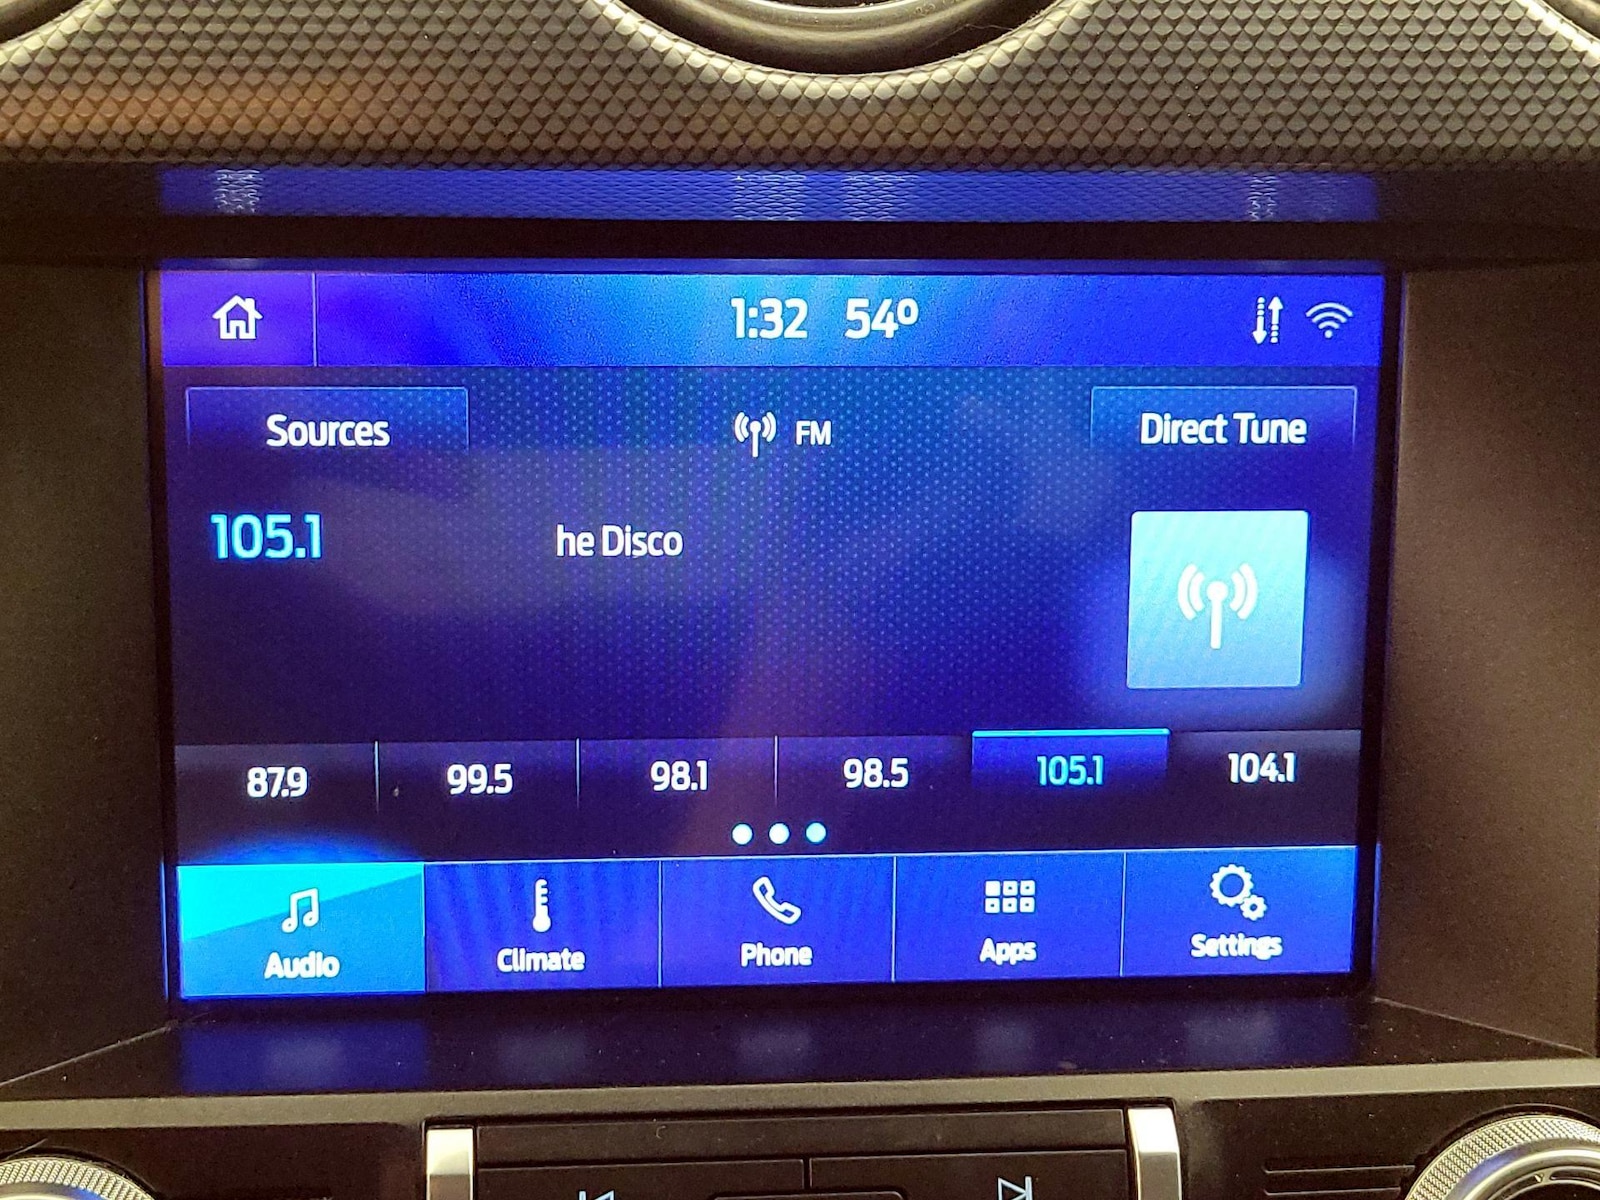 1:32 54º
Sources
FM
Direct Tune
105.1
he Disco
87.9
99.5
98.1
98.5
105.1
104.1
Audio
Climate
Phone
Apps
Settings